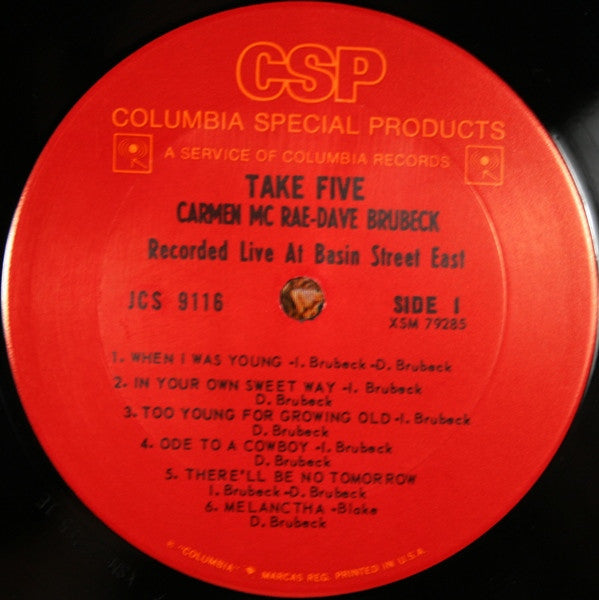 CSP
COLUMBIA SPECIAL PRODUCTS
A SERVICE OF COLUMBIA RECORDS
TAKE FIVE
CARMEN MC RAE-DAVE BRUBECK
Recorded Live At Basin Street East
JCS 9116
SIDE 1
XSM 79285
1. WHEN I WAS YOUNG -I. Brubeck -D. Brubeck
2. IN YOUR OWN SWEET WAY -I. Brubeck
D. Brubeck
3. TOO YOUNG FOR GROWING OLD -I. Brubeck
D. Brubeck
4. ODE TO A COWBOY -I. Brubeck
D. Brubeck
5. THERE'LL BE NO TOMORROW
I. Brubeck -D. Brubeck
6. MELANCTHA -Blake
D. Brubeck
"COLUMBIA" MARCAS REG. PRINTED IN U.S.A.